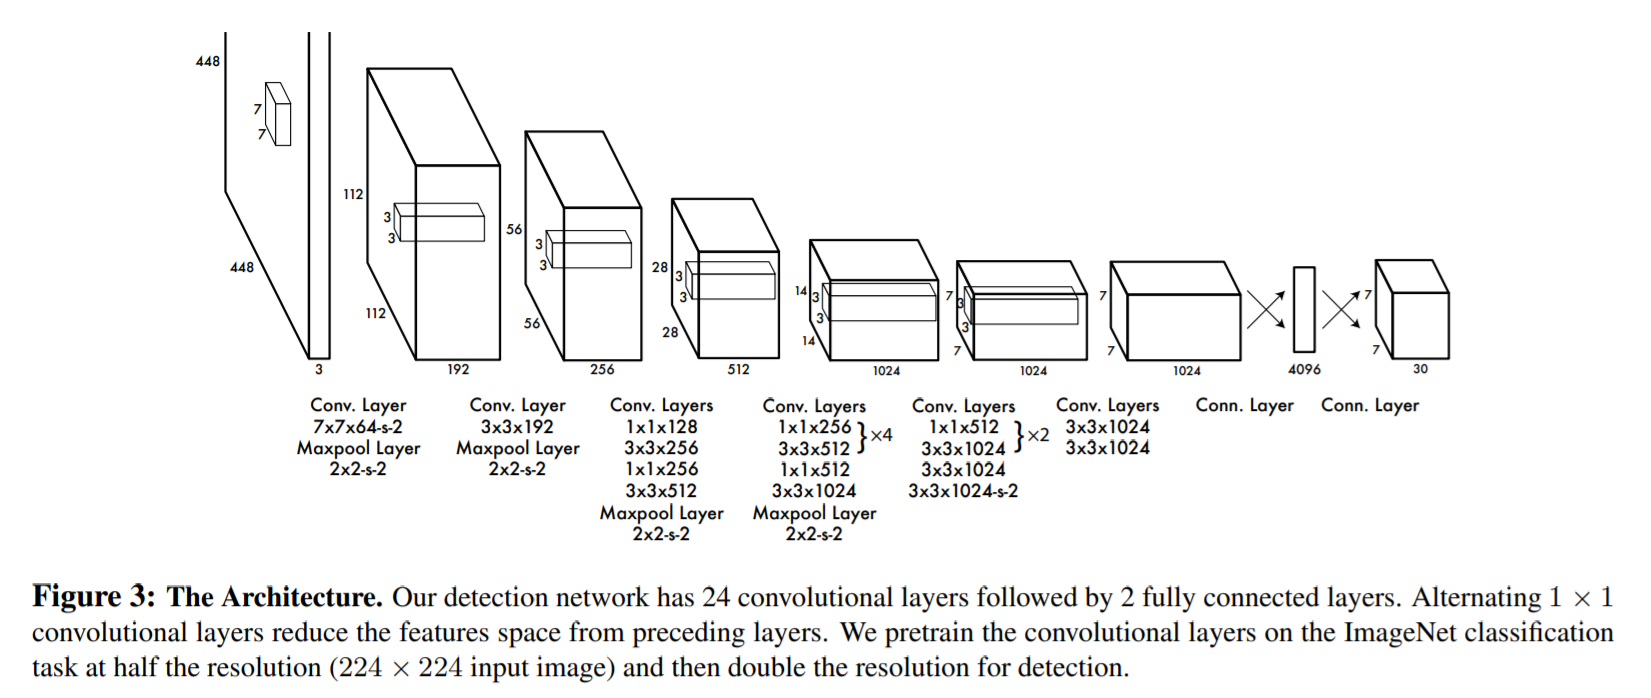 448
7
7
448
3
112
3
3
112
192
56
3
3
56
256
28
3
3
28
512
14
3
3
14
1024
7
3
3
7
1024
7
7
1024
4096
7
7
30
Conv. Layer
7x7x64-s-2
Maxpool Layer
2x2-s-2
Conv. Layer
3x3x192
Maxpool Layer
2x2-s-2
Conv. Layers
1x1x128
3x3x256
1x1x256
3x3x512
Maxpool Layer
2x2-s-2
Conv. Layers
1x1x256
3x3x512
}×4
1x1x512
3x3x1024
Maxpool Layer
2x2-s-2
Conv. Layers
1x1x512
3x3x1024
}×2
3x3x1024
3x3x1024-s-2
Conv. Layers
3x3x1024
3x3x1024
Conn. Layer
Conn. Layer
Figure 3: The Architecture. Our detection network has 24 convolutional layers followed by 2 fully connected layers. Alternating 1 × 1
convolutional layers reduce the features space from preceding layers. We pretrain the convolutional layers on the ImageNet classification
task at half the resolution (224 × 224 input image) and then double the resolution for detection.